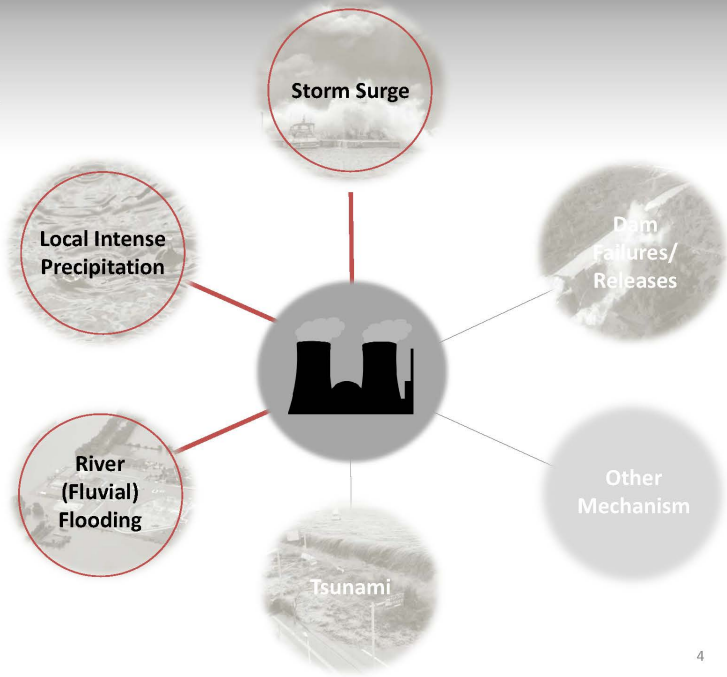 Storm Surge
Local Intense
Precipitation
Dam
Failures/
Releases
River
(Fluvial)
Flooding
Other
Mechanism
Tsunami
4